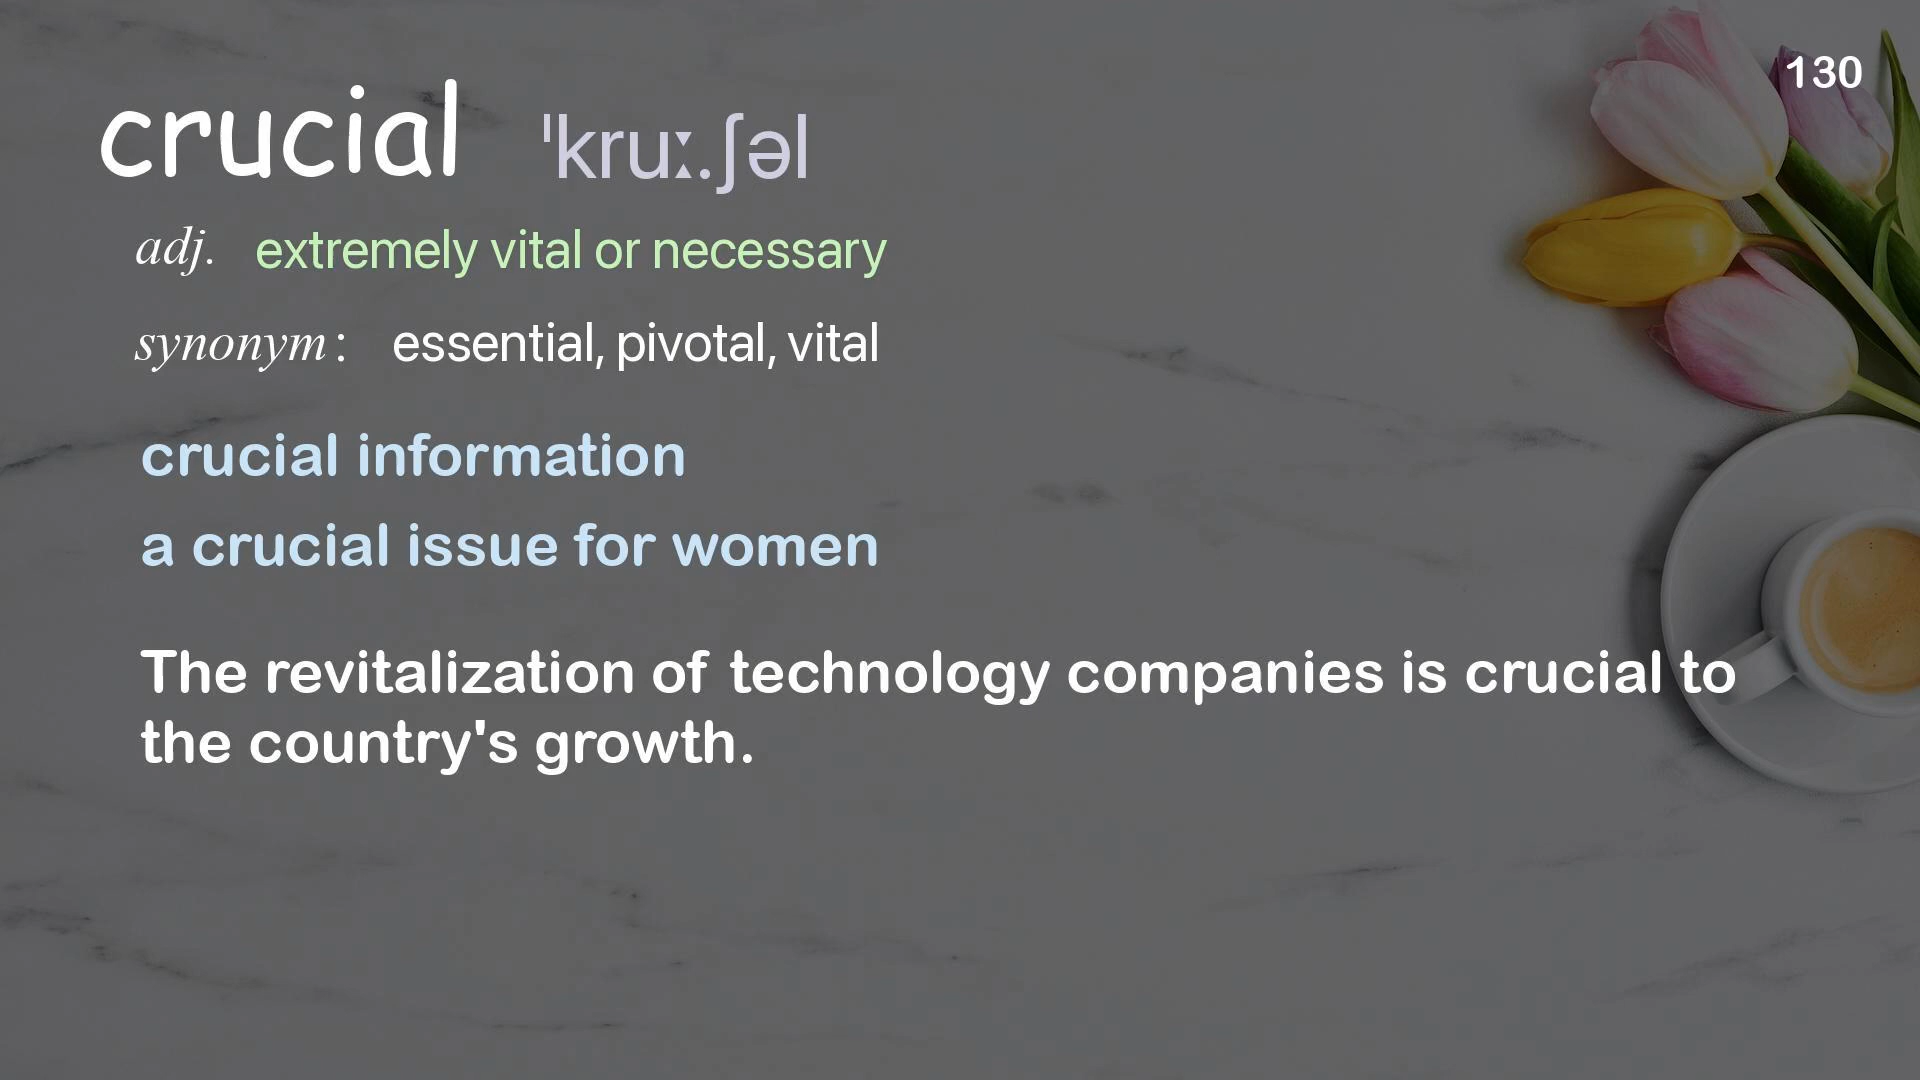 130
crucial ˈkruː.ʃəl
adj. extremely vital or necessary
synonym: essential, pivotal, vital
crucial information
a crucial issue for women
The revitalization of technology companies is crucial to
the country's growth.